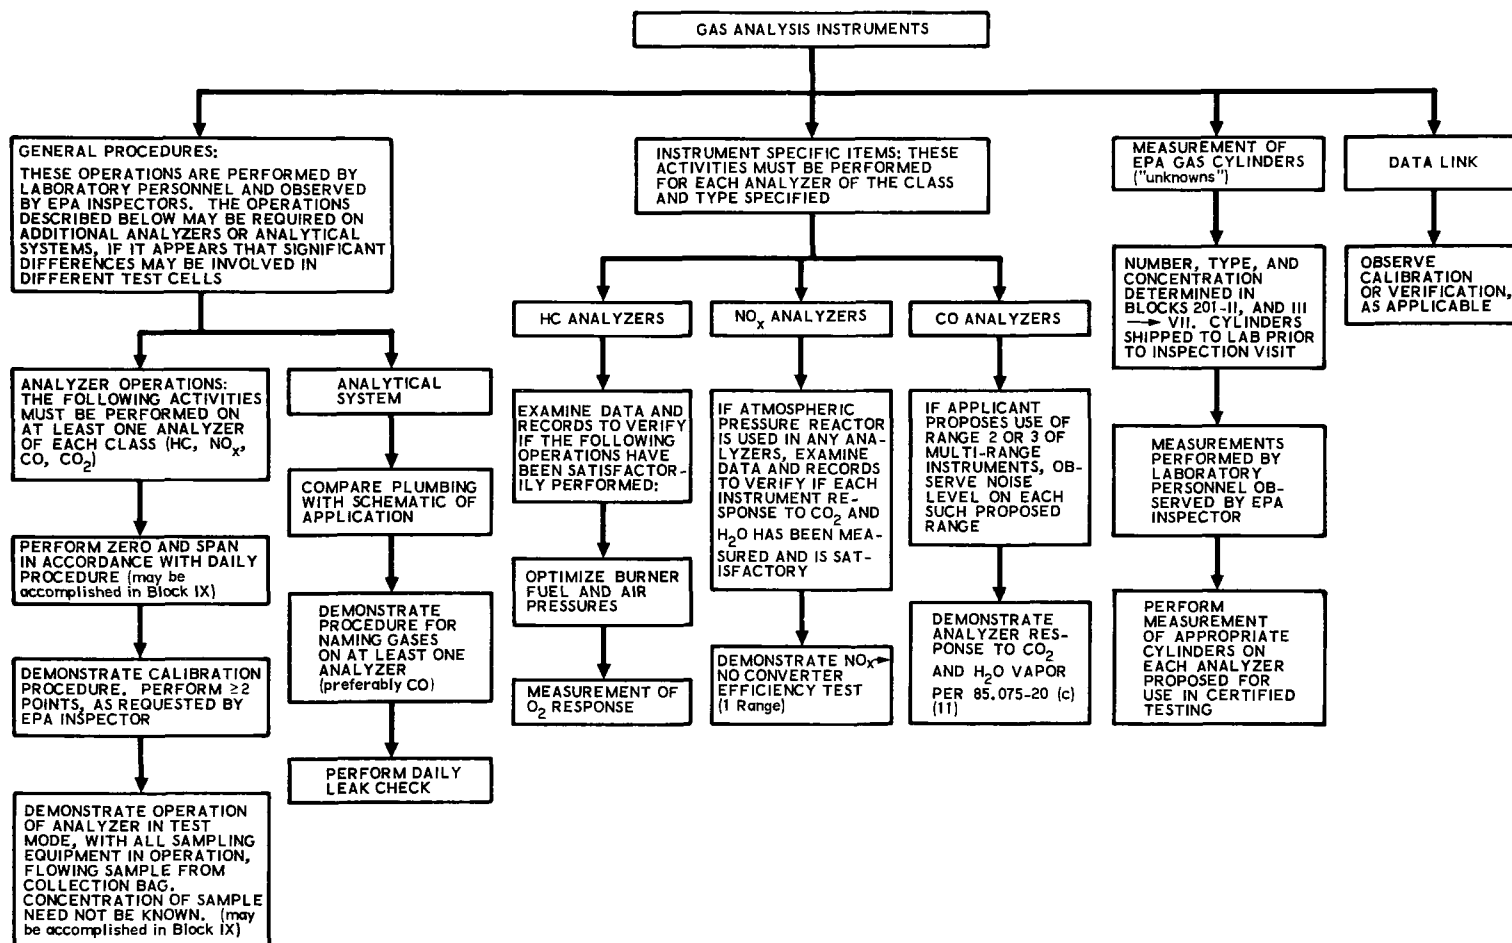 GAS ANALYSIS INSTRUMENTS
GENERAL PROCEDURES:
THESE OPERATIONS ARE PERFORMED BY
LABORATORY PERSONNEL AND OBSERVED
BY EPA INSPECTORS. THE OPERATIONS
DESCRIBED BELOW MAY BE REQUIRED ON
ADDITIONAL ANALYZERS OR ANALYTICAL
SYSTEMS, IF IT APPEARS THAT SIGNIFICANT
DIFFERENCES MAY BE INVOLVED IN
DIFFERENT TEST CELLS
INSTRUMENT SPECIFIC ITEMS: THESE
ACTIVITIES MUST BE PERFORMED
FOR EACH ANALYZER OF THE CLASS
AND TYPE SPECIFIED
MEASUREMENT OF
EPA GAS CYLINDERS
("unknowns")
DATA LINK
ANALYZER OPERATIONS:
THE FOLLOWING ACTIVITIES
MUST BE PERFORMED ON
AT LEAST ONE ANALYZER
OF EACH CLASS (HC, NOₓ,
CO, CO₂)
PERFORM ZERO AND SPAN
IN ACCORDANCE WITH DAILY
PROCEDURE (may be
accomplished in Block IX)
DEMONSTRATE CALIBRATION
PROCEDURE. PERFORM ≥2
POINTS, AS REQUESTED BY
EPA INSPECTOR
DEMONSTRATE OPERATION
OF ANALYZER IN TEST
MODE, WITH ALL SAMPLING
EQUIPMENT IN OPERATION,
FLOWING SAMPLE FROM
COLLECTION BAG.
CONCENTRATION OF SAMPLE
NEED NOT BE KNOWN. (may
be accomplished in Block IX)
ANALYTICAL
SYSTEM
COMPARE PLUMBING
WITH SCHEMATIC OF
APPLICATION
DEMONSTRATE
PROCEDURE FOR
NAMING GASES
ON AT LEAST ONE
ANALYZER
(preferably CO)
PERFORM DAILY
LEAK CHECK
HC ANALYZERS
EXAMINE DATA AND
RECORDS TO VERIFY
IF THE FOLLOWING
OPERATIONS HAVE
BEEN SATISFACTOR-
ILY PERFORMED:
OPTIMIZE BURNER
FUEL AND AIR
PRESSURES
MEASUREMENT OF
O₂ RESPONSE
NOₓ ANALYZERS
IF ATMOSPHERIC
PRESSURE REACTOR
IS USED IN ANY ANA-
LYZERS, EXAMINE
DATA AND RECORDS
TO VERIFY IF EACH
INSTRUMENT RE-
SPONSE TO CO₂ AND
H₂O HAS BEEN MEA-
SURED AND IS SAT-
ISFACTORY
DEMONSTRATE NOₓ→
NO CONVERTER
EFFICIENCY TEST
(1 Range)
CO ANALYZERS
IF APPLICANT
PROPOSES USE OF
RANGE 2 OR 3 OF
MULTI-RANGE
INSTRUMENTS, OB-
SERVE NOISE
LEVEL ON EACH
SUCH PROPOSED
RANGE
DEMONSTRATE
ANALYZER RES-
PONSE TO CO₂
AND H₂O VAPOR
PER 85.075-20 (c)
(11)
NUMBER, TYPE, AND
CONCENTRATION
DETERMINED IN
BLOCKS 201-II, AND III
→ VII. CYLINDERS
SHIPPED TO LAB PRIOR
TO INSPECTION VISIT
MEASUREMENTS
PERFORMED BY
LABORATORY
PERSONNEL OB-
SERVED BY EPA
INSPECTOR
PERFORM
MEASUREMENT
OF APPROPRIATE
CYLINDERS ON
EACH ANALYZER
PROPOSED FOR
USE IN CERTIFIED
TESTING
OBSERVE
CALIBRATION
OR VERIFICATION,
AS APPLICABLE